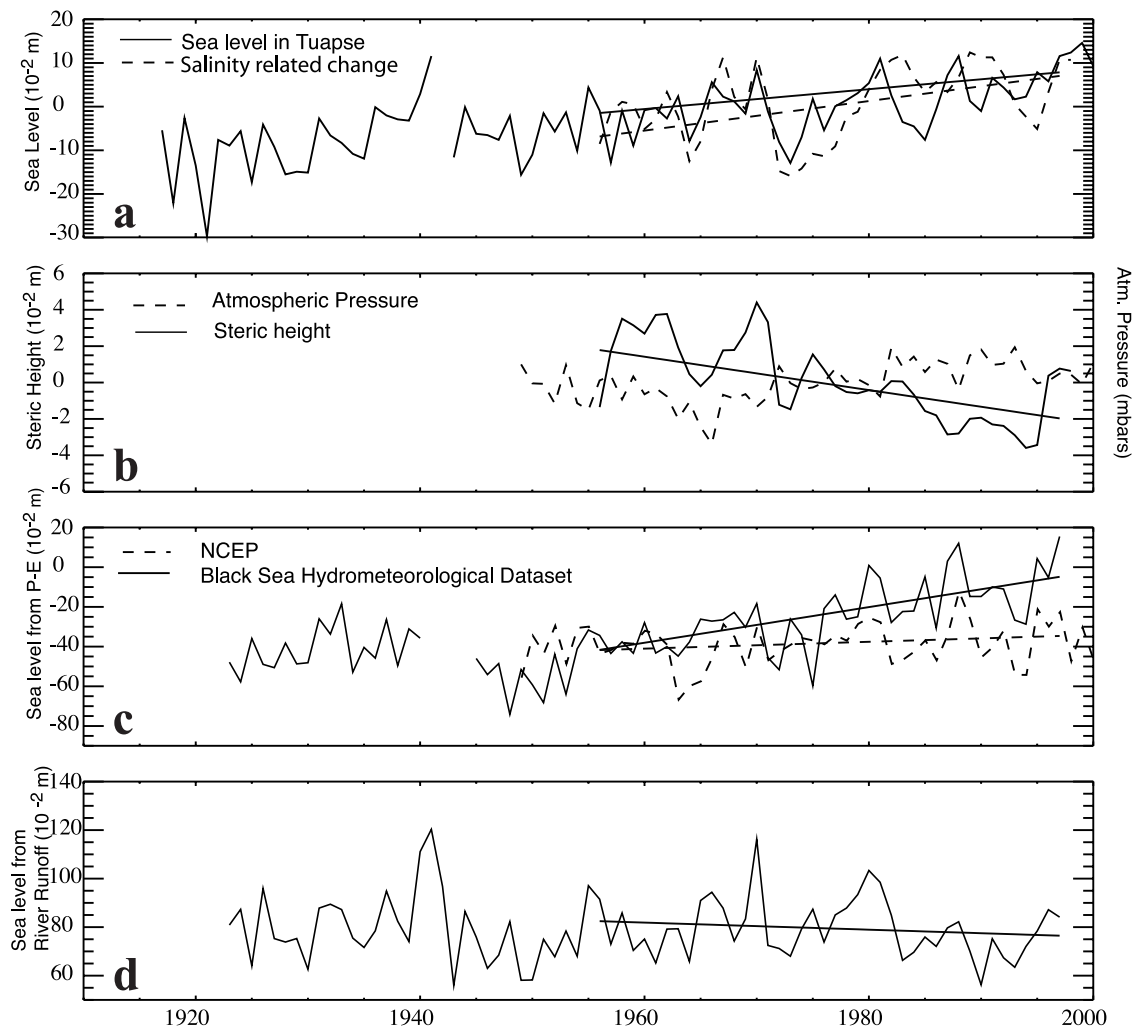 Sea Level (10⁻² m)
20
10
0
-10
-20
-30
Sea level in Tuapse
Salinity related change
a
Steric Height (10⁻² m)
6
4
2
0
-2
-4
-6
Atmospheric Pressure
Steric height
b
Atm. Pressure (mbars)
Sea level from P-E (10⁻² m)
20
0
-20
-40
-60
-80
NCEP
Black Sea Hydrometeorological Dataset
c
Sea level from
River Runoff (10 ⁻² m)
140
120
100
80
60
d
1920
1940
1960
1980
2000